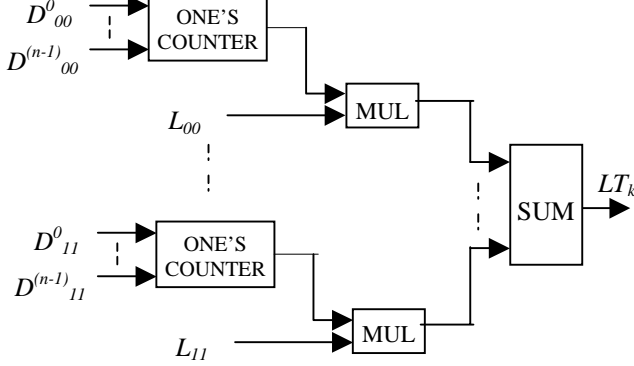 D⁰₀₀
ONE'S
COUNTER
D⁽ⁿ⁻¹⁾₀₀
MUL
L₀₀
SUM
LTₖ
D⁰₁₁
ONE'S
COUNTER
D⁽ⁿ⁻¹⁾₁₁
MUL
L₁₁